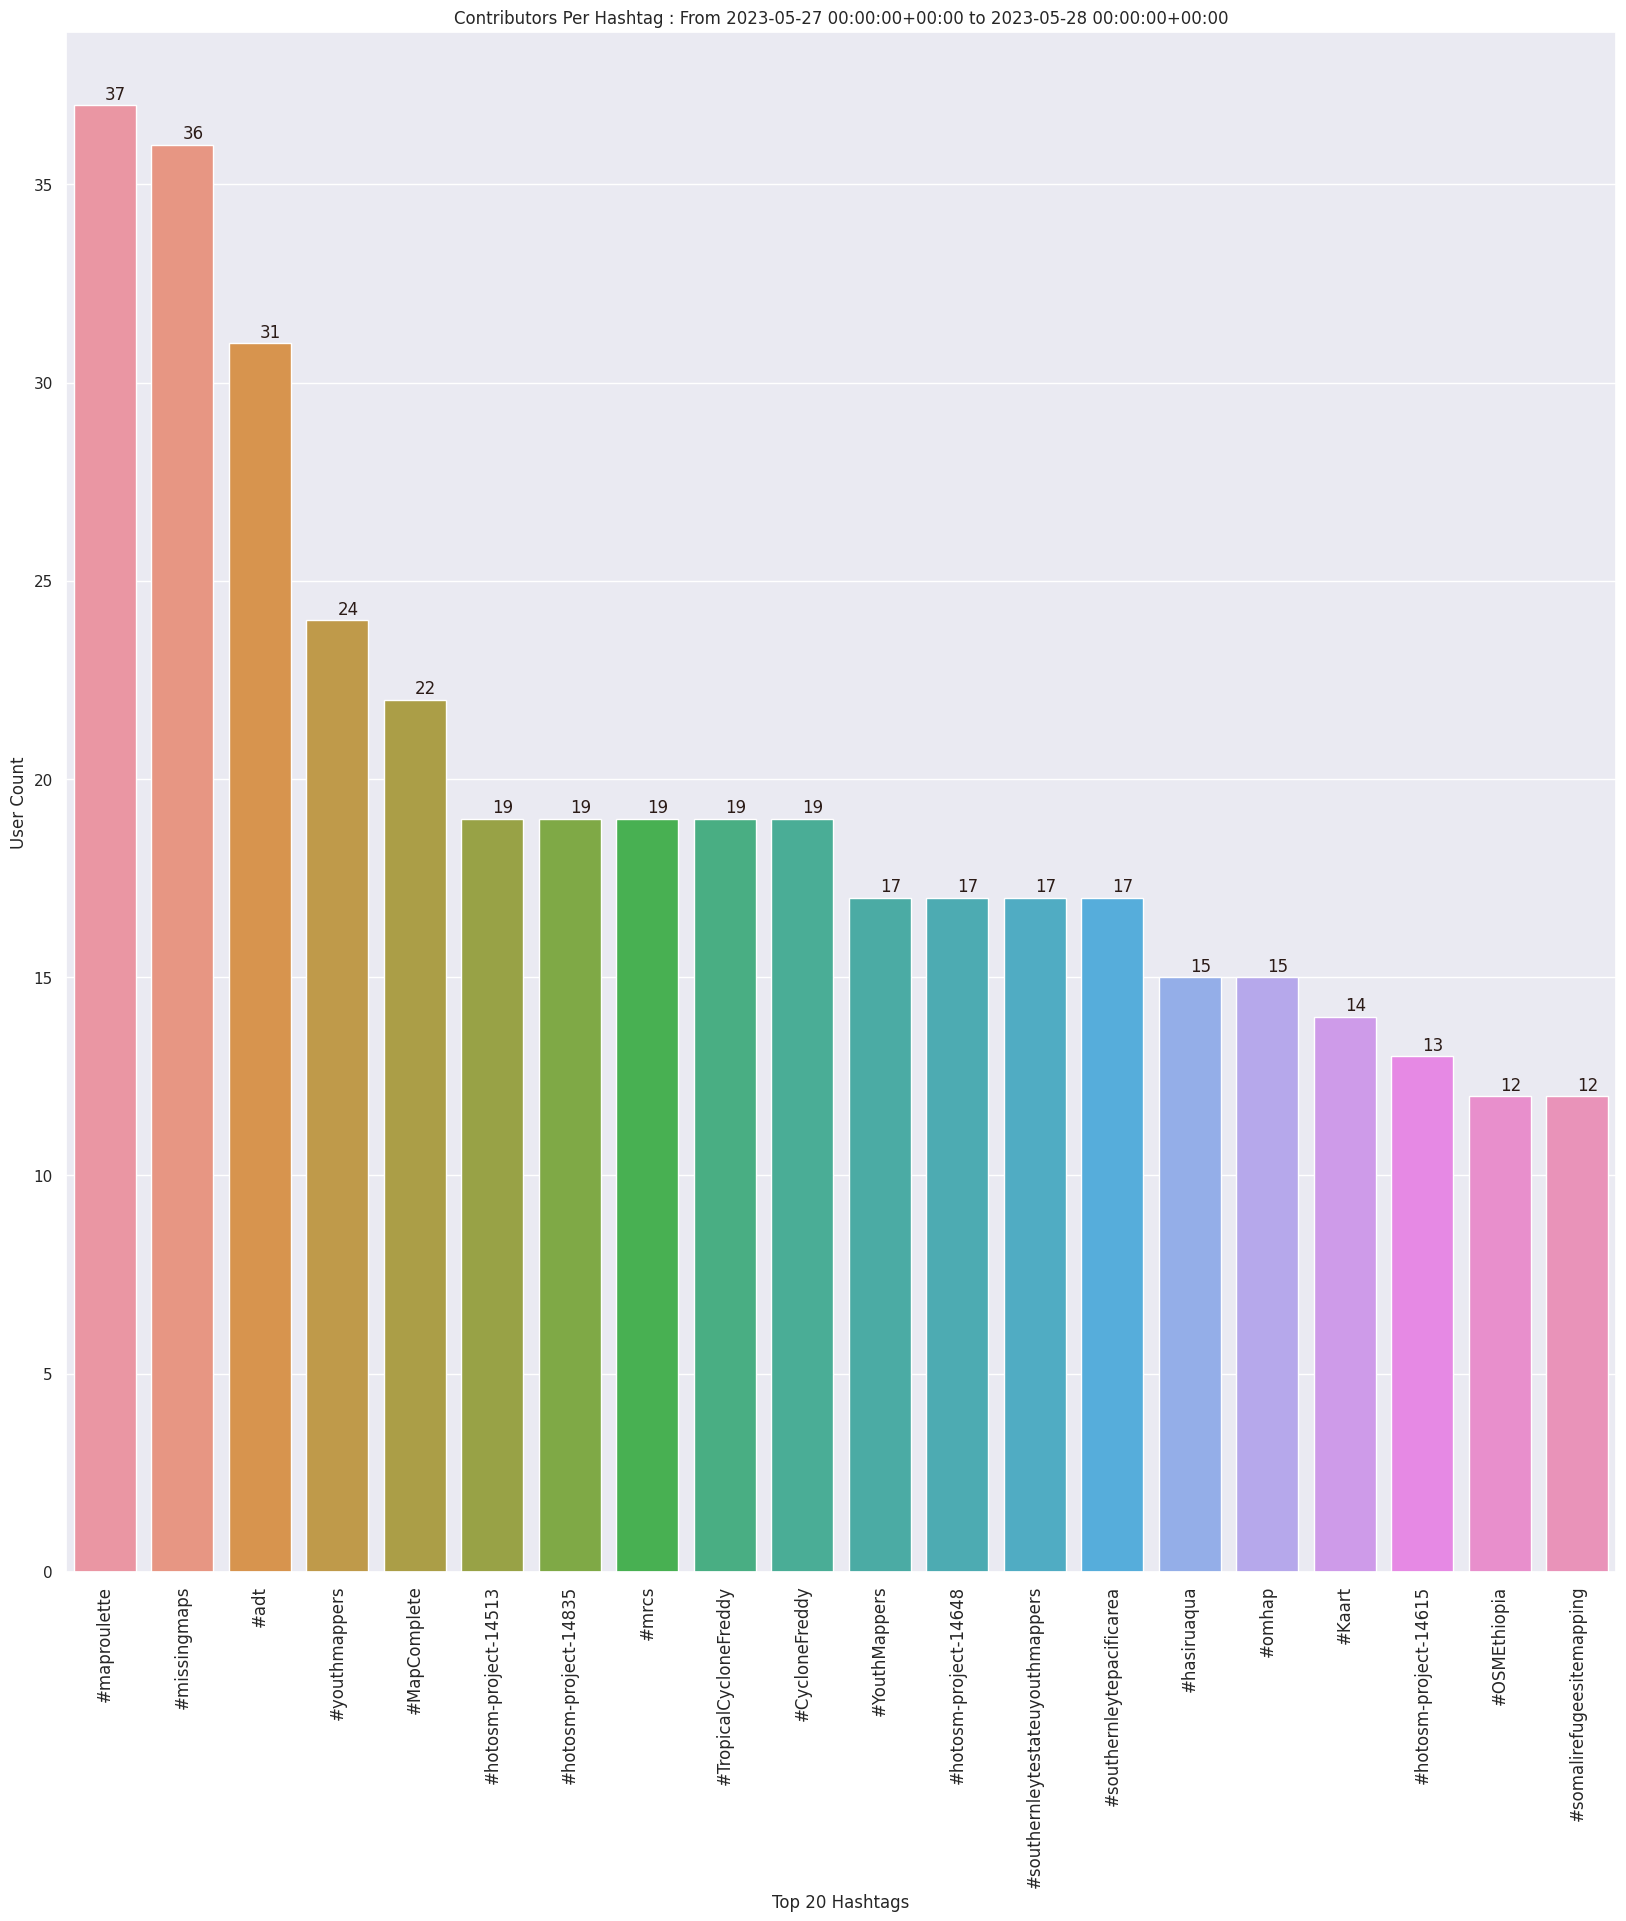 Contributors Per Hashtag : From 2023-05-27 00:00:00+00:00 to 2023-05-28 00:00:00+00:00
User Count
35
30
25
20
15
10
5
0
37
36
31
24
22
19
19
19
19
19
17
17
17
17
15
15
14
13
12
12
#maproulette
#missingmaps
#adt
#youthmappers
#MapComplete
#hotosm-project-14513
#hotosm-project-14835
#mrcs
#TropicalCycloneFreddy
#CycloneFreddy
#YouthMappers
#hotosm-project-14648
#southernleytestateuyouthmappers
#southernleytepacificarea
#hasiruaqua
#omhap
#Kaart
#hotosm-project-14615
#OSMEthiopia
#somalirefugeesitemapping
Top 20 Hashtags